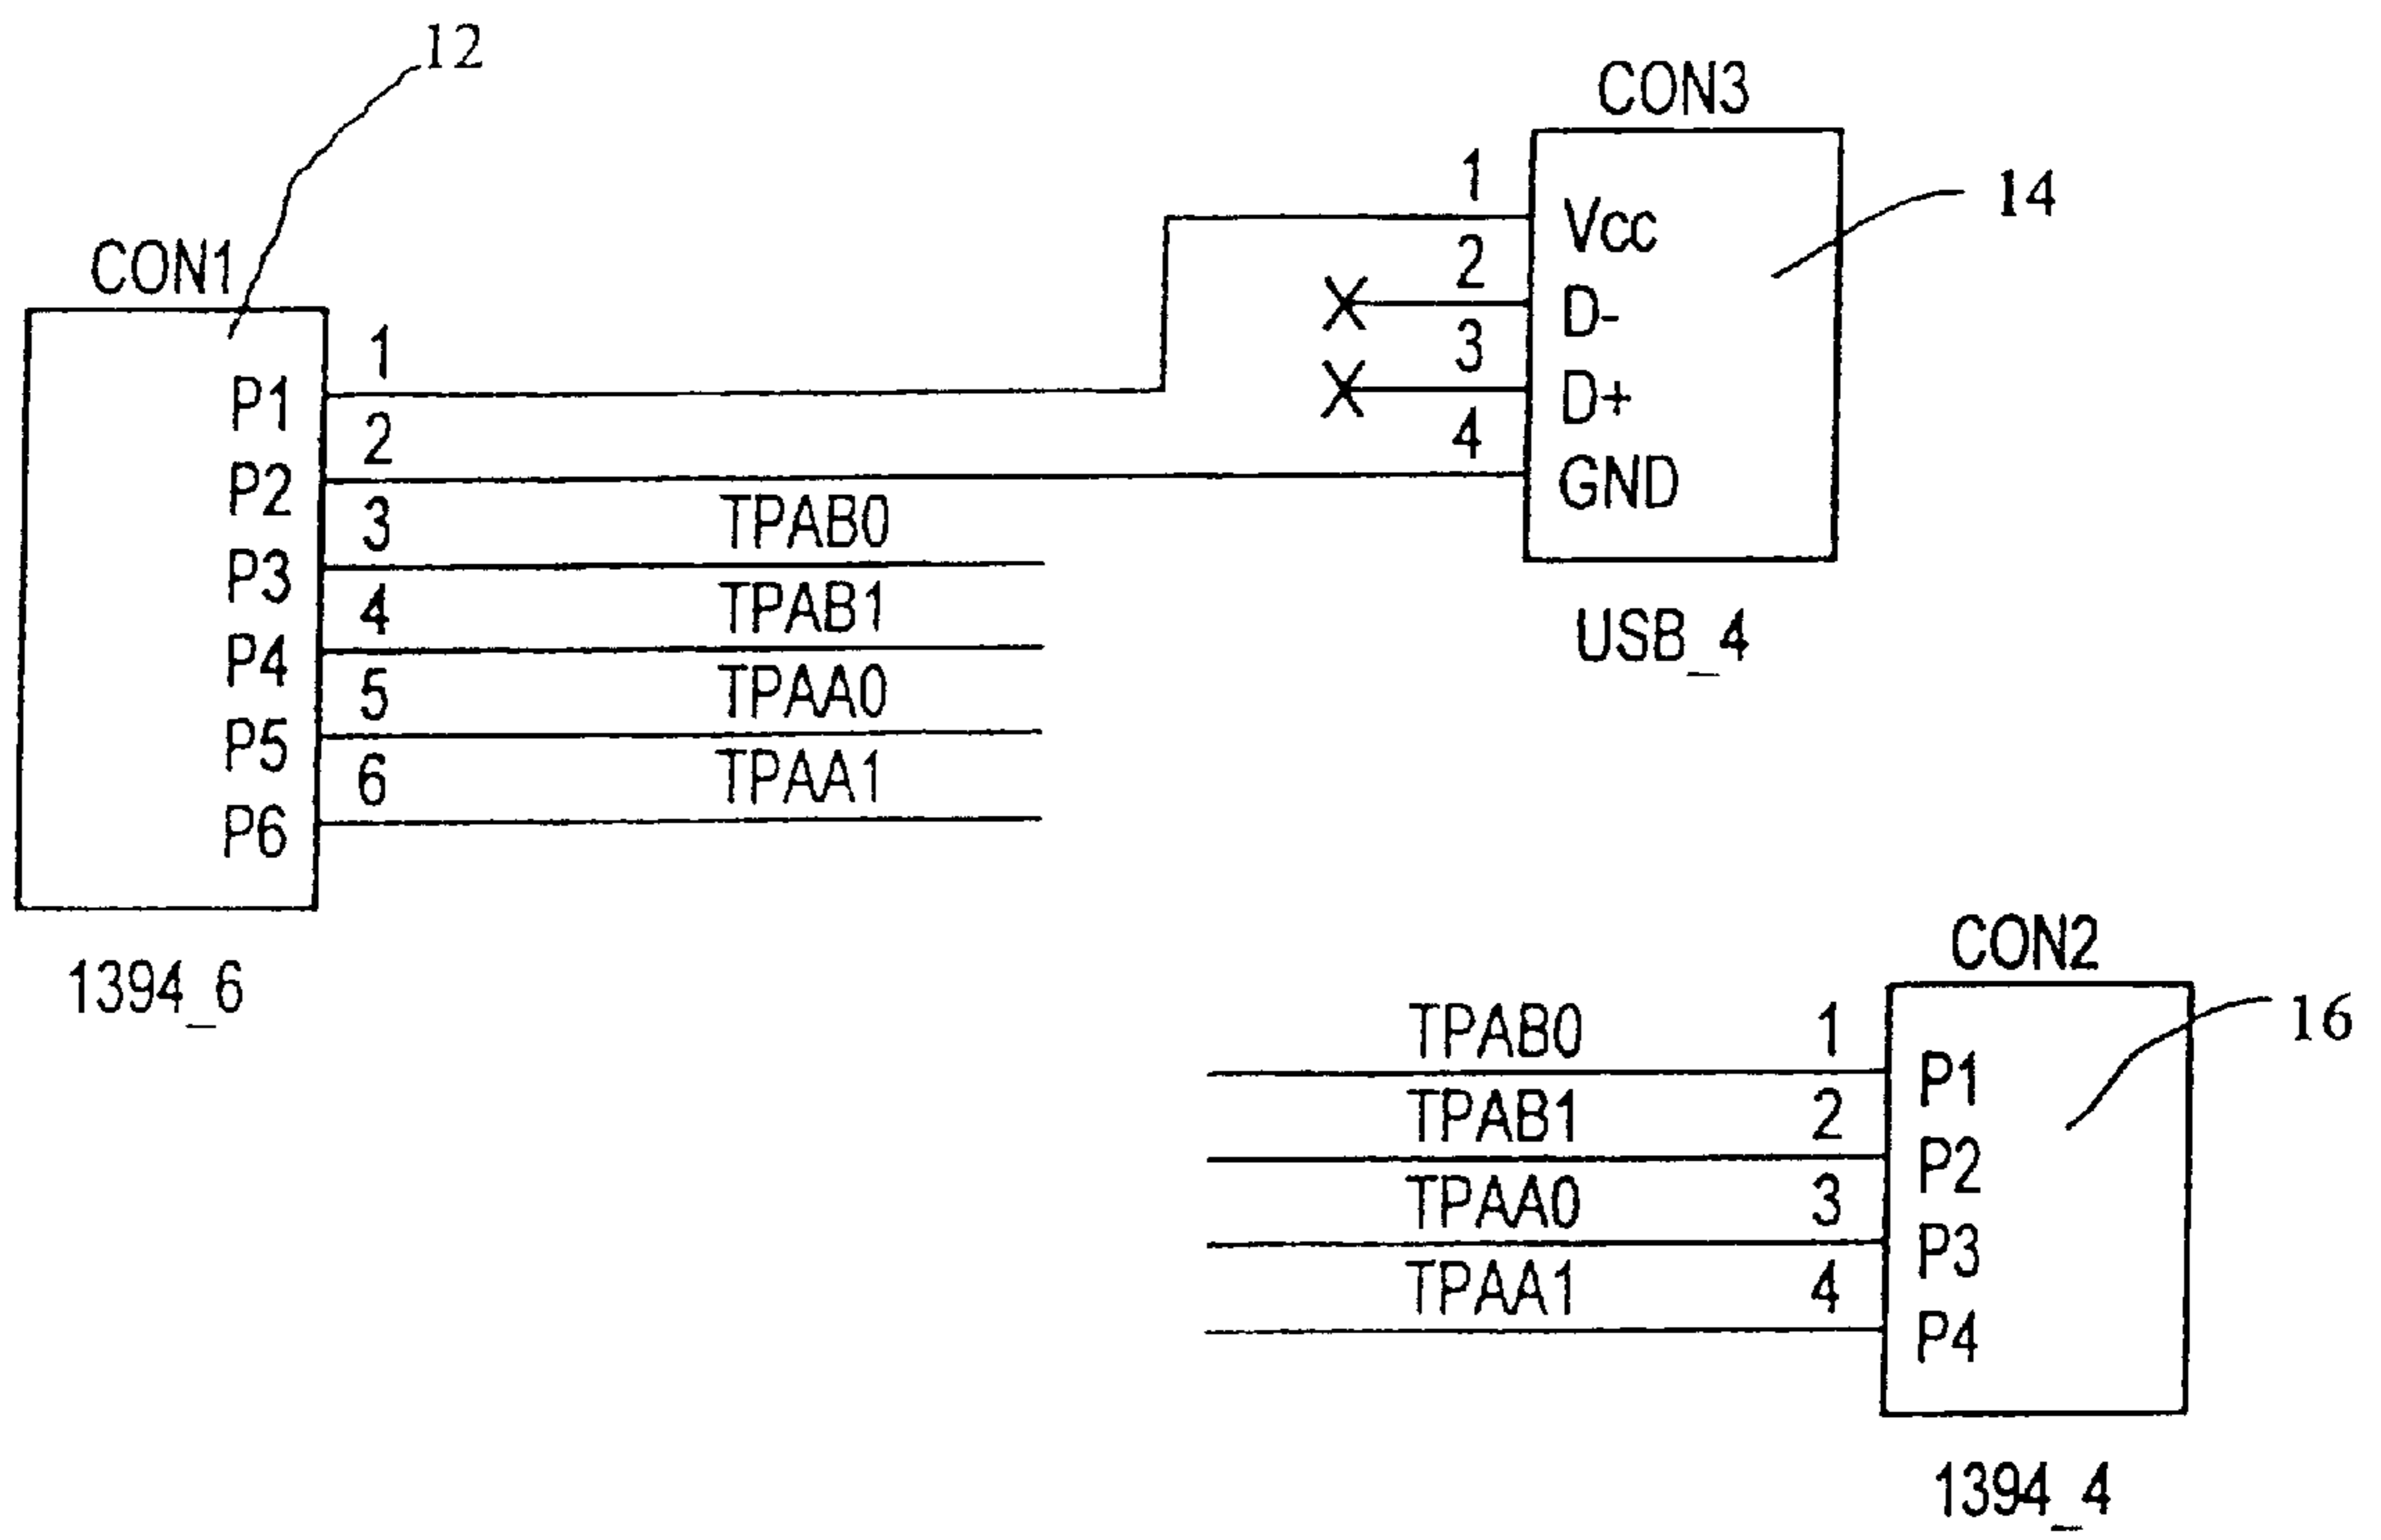 12
CON1
1
P1
2
P2
3
TPAB0
P3
4
TPAB1
P4
5
TPAA0
P5
6
TPAA1
P6
1394_6
CON3
14
1
Vcc
2
D-
3
D+
4
GND
USB_4
CON2
16
TPAB0
1
P1
TPAB1
2
P2
TPAA0
3
P3
TPAA1
4
P4
1394_4